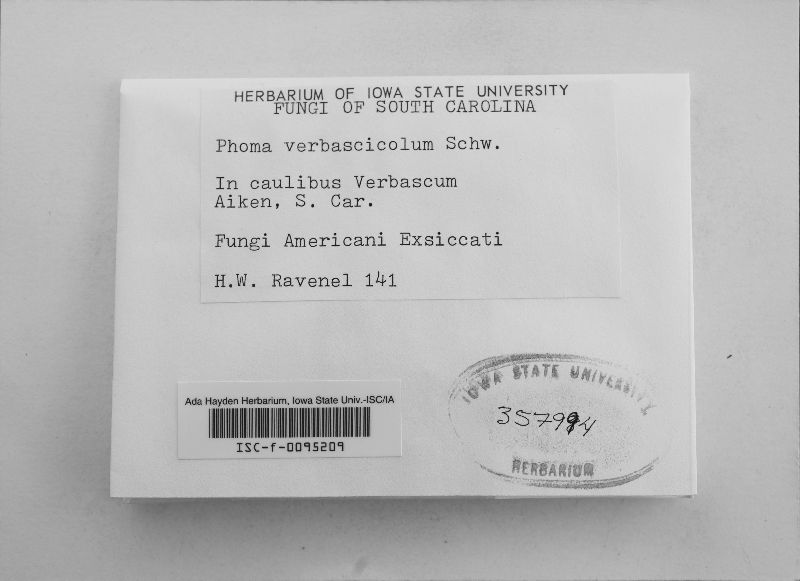 HERBARIUM OF IOWA STATE UNIVERSITY
FUNGI OF SOUTH CAROLINA
Phoma verbascicolum Schw.
In caulibus Verbascum
Aiken, S. Car.
Fungi Americani Exsiccati
H.W. Ravenel 141
Ada Hayden Herbarium, Iowa State Univ.-ISC/IA
ISC-f-0095209
IOWA STATE UNIVERSITY
HERBARIUM